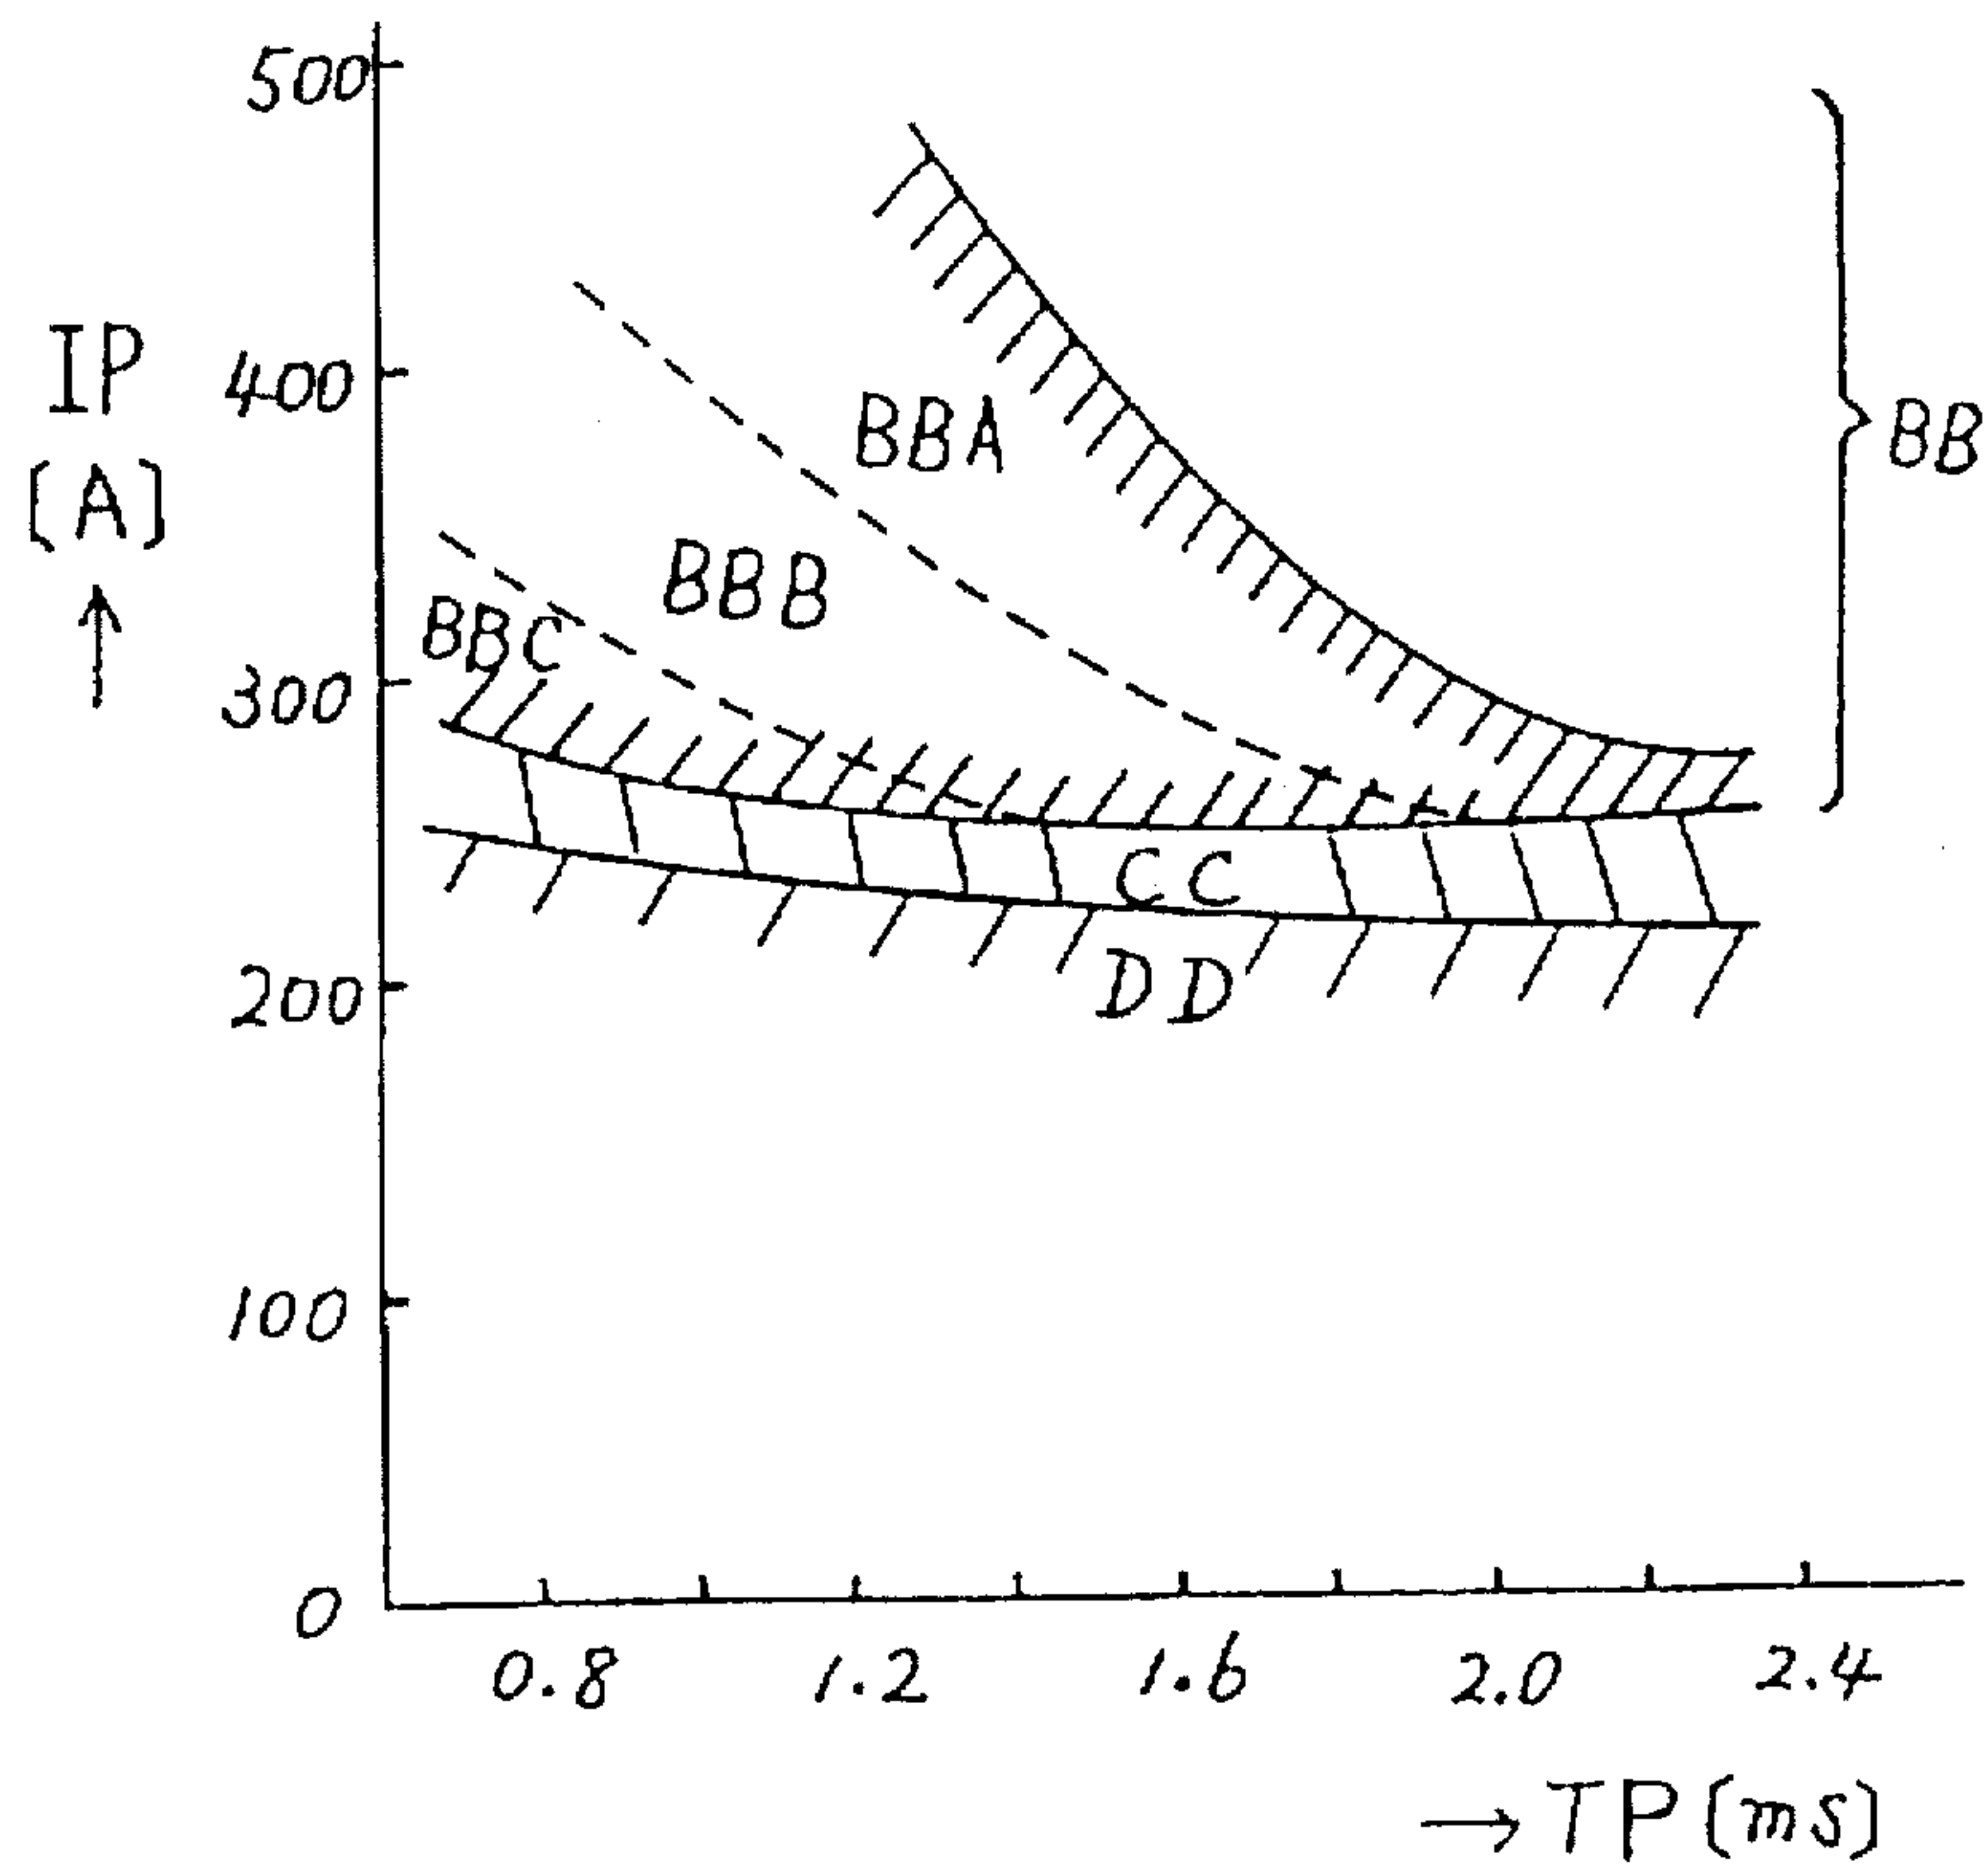 500
400
300
200
100
0
IP
(A)
↑
BBA
BBB
BBC
BB
CC
DD
0.8 1.2 1.6 2.0 2.4
→ TP (ms)